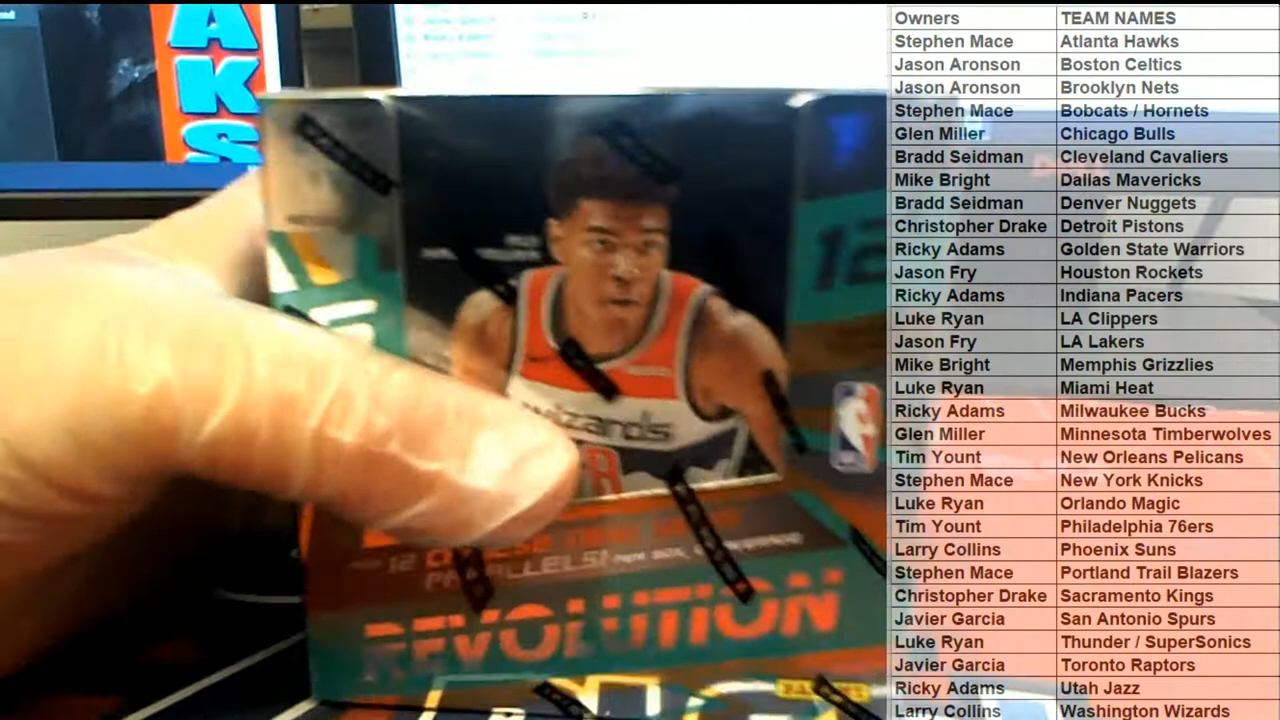 AKS
Owners TEAM NAMES
Stephen Mace Atlanta Hawks
Jason Aronson Boston Celtics
Jason Aronson Brooklyn Nets
Stephen Mace Bobcats / Hornets
Glen Miller Chicago Bulls
Bradd Seidman Cleveland Cavaliers
Mike Bright Dallas Mavericks
Bradd Seidman Denver Nuggets
Christopher Drake Detroit Pistons
Ricky Adams Golden State Warriors
Jason Fry Houston Rockets
Ricky Adams Indiana Pacers
Luke Ryan LA Clippers
Jason Fry LA Lakers
Mike Bright Memphis Grizzlies
Luke Ryan Miami Heat
Ricky Adams Milwaukee Bucks
Glen Miller Minnesota Timberwolves
Tim Yount New Orleans Pelicans
Stephen Mace New York Knicks
Luke Ryan Orlando Magic
Tim Yount Philadelphia 76ers
Larry Collins Phoenix Suns
Stephen Mace Portland Trail Blazers
Christopher Drake Sacramento Kings
Javier Garcia San Antonio Spurs
Luke Ryan Thunder / SuperSonics
Javier Garcia Toronto Raptors
Ricky Adams Utah Jazz
Larry Collins Washington Wizards
12
wizards
8
12
PARALLELS!
REVOLUTION
PANINI